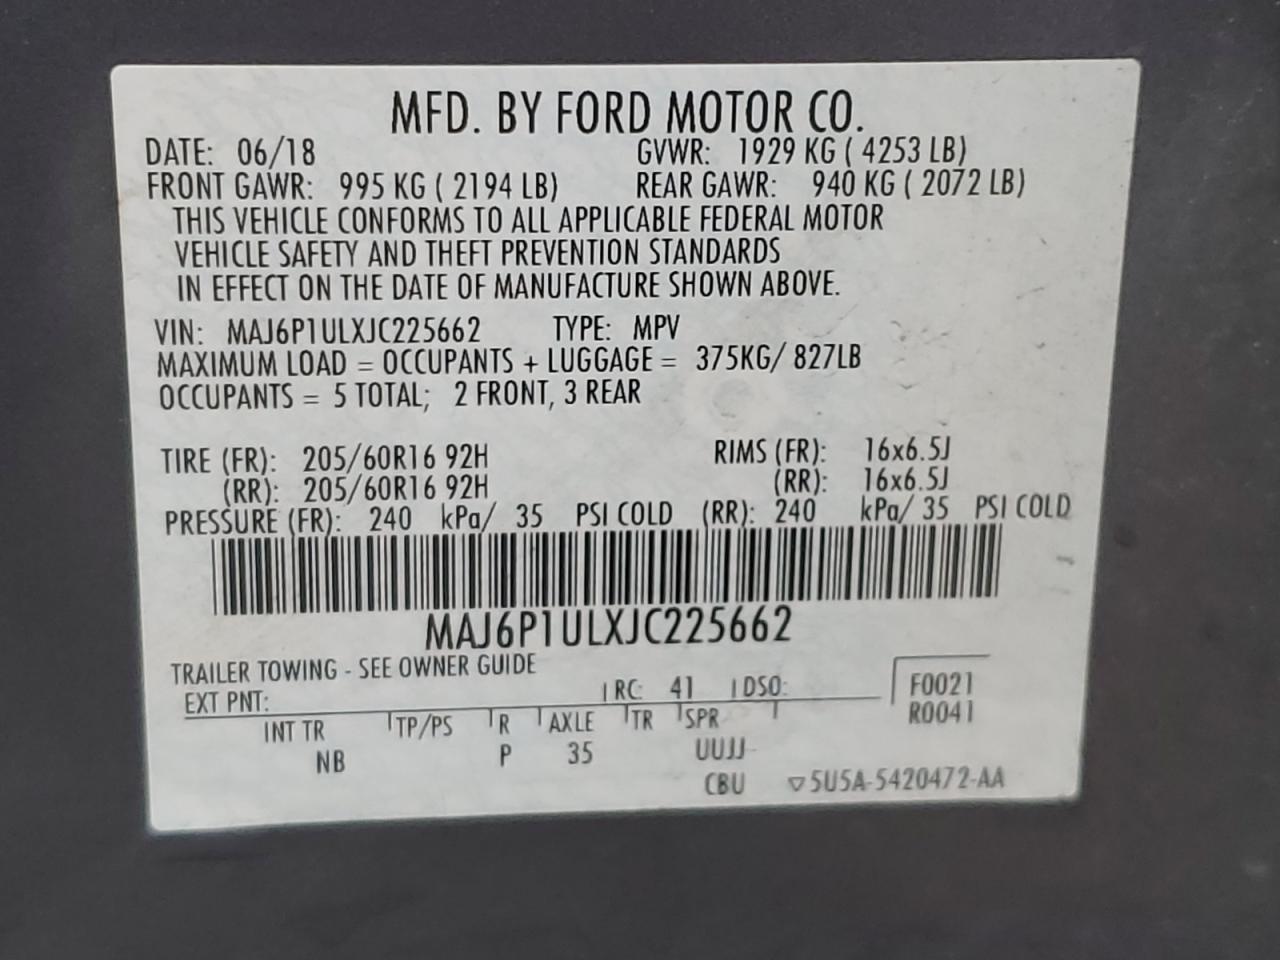 MFD. BY FORD MOTOR CO.
DATE: 06/18 GVWR: 1929 KG ( 4253 LB)
FRONT GAWR: 995 KG ( 2194 LB) REAR GAWR: 940 KG ( 2072 LB)
THIS VEHICLE CONFORMS TO ALL APPLICABLE FEDERAL MOTOR
VEHICLE SAFETY AND THEFT PREVENTION STANDARDS
IN EFFECT ON THE DATE OF MANUFACTURE SHOWN ABOVE.
VIN: MAJ6P1ULXJC225662 TYPE: MPV
MAXIMUM LOAD = OCCUPANTS + LUGGAGE = 375KG/ 827LB
OCCUPANTS = 5 TOTAL; 2 FRONT, 3 REAR
TIRE (FR): 205/60R16 92H RIMS (FR): 16x6.5J
(RR): 205/60R16 92H (RR): 16x6.5J
PRESSURE (FR): 240 kPa/ 35 PSI COLD (RR): 240 kPa/ 35 PSI COLD
MAJ6P1ULXJC225662
TRAILER TOWING - SEE OWNER GUIDE
EXT PNT: RC: 41 DSO: F0021
R0041
INT TR TP/PS R AXLE TR SPR
NB P 35 UUJJ
CBU ▽5U5A-5420472-AA